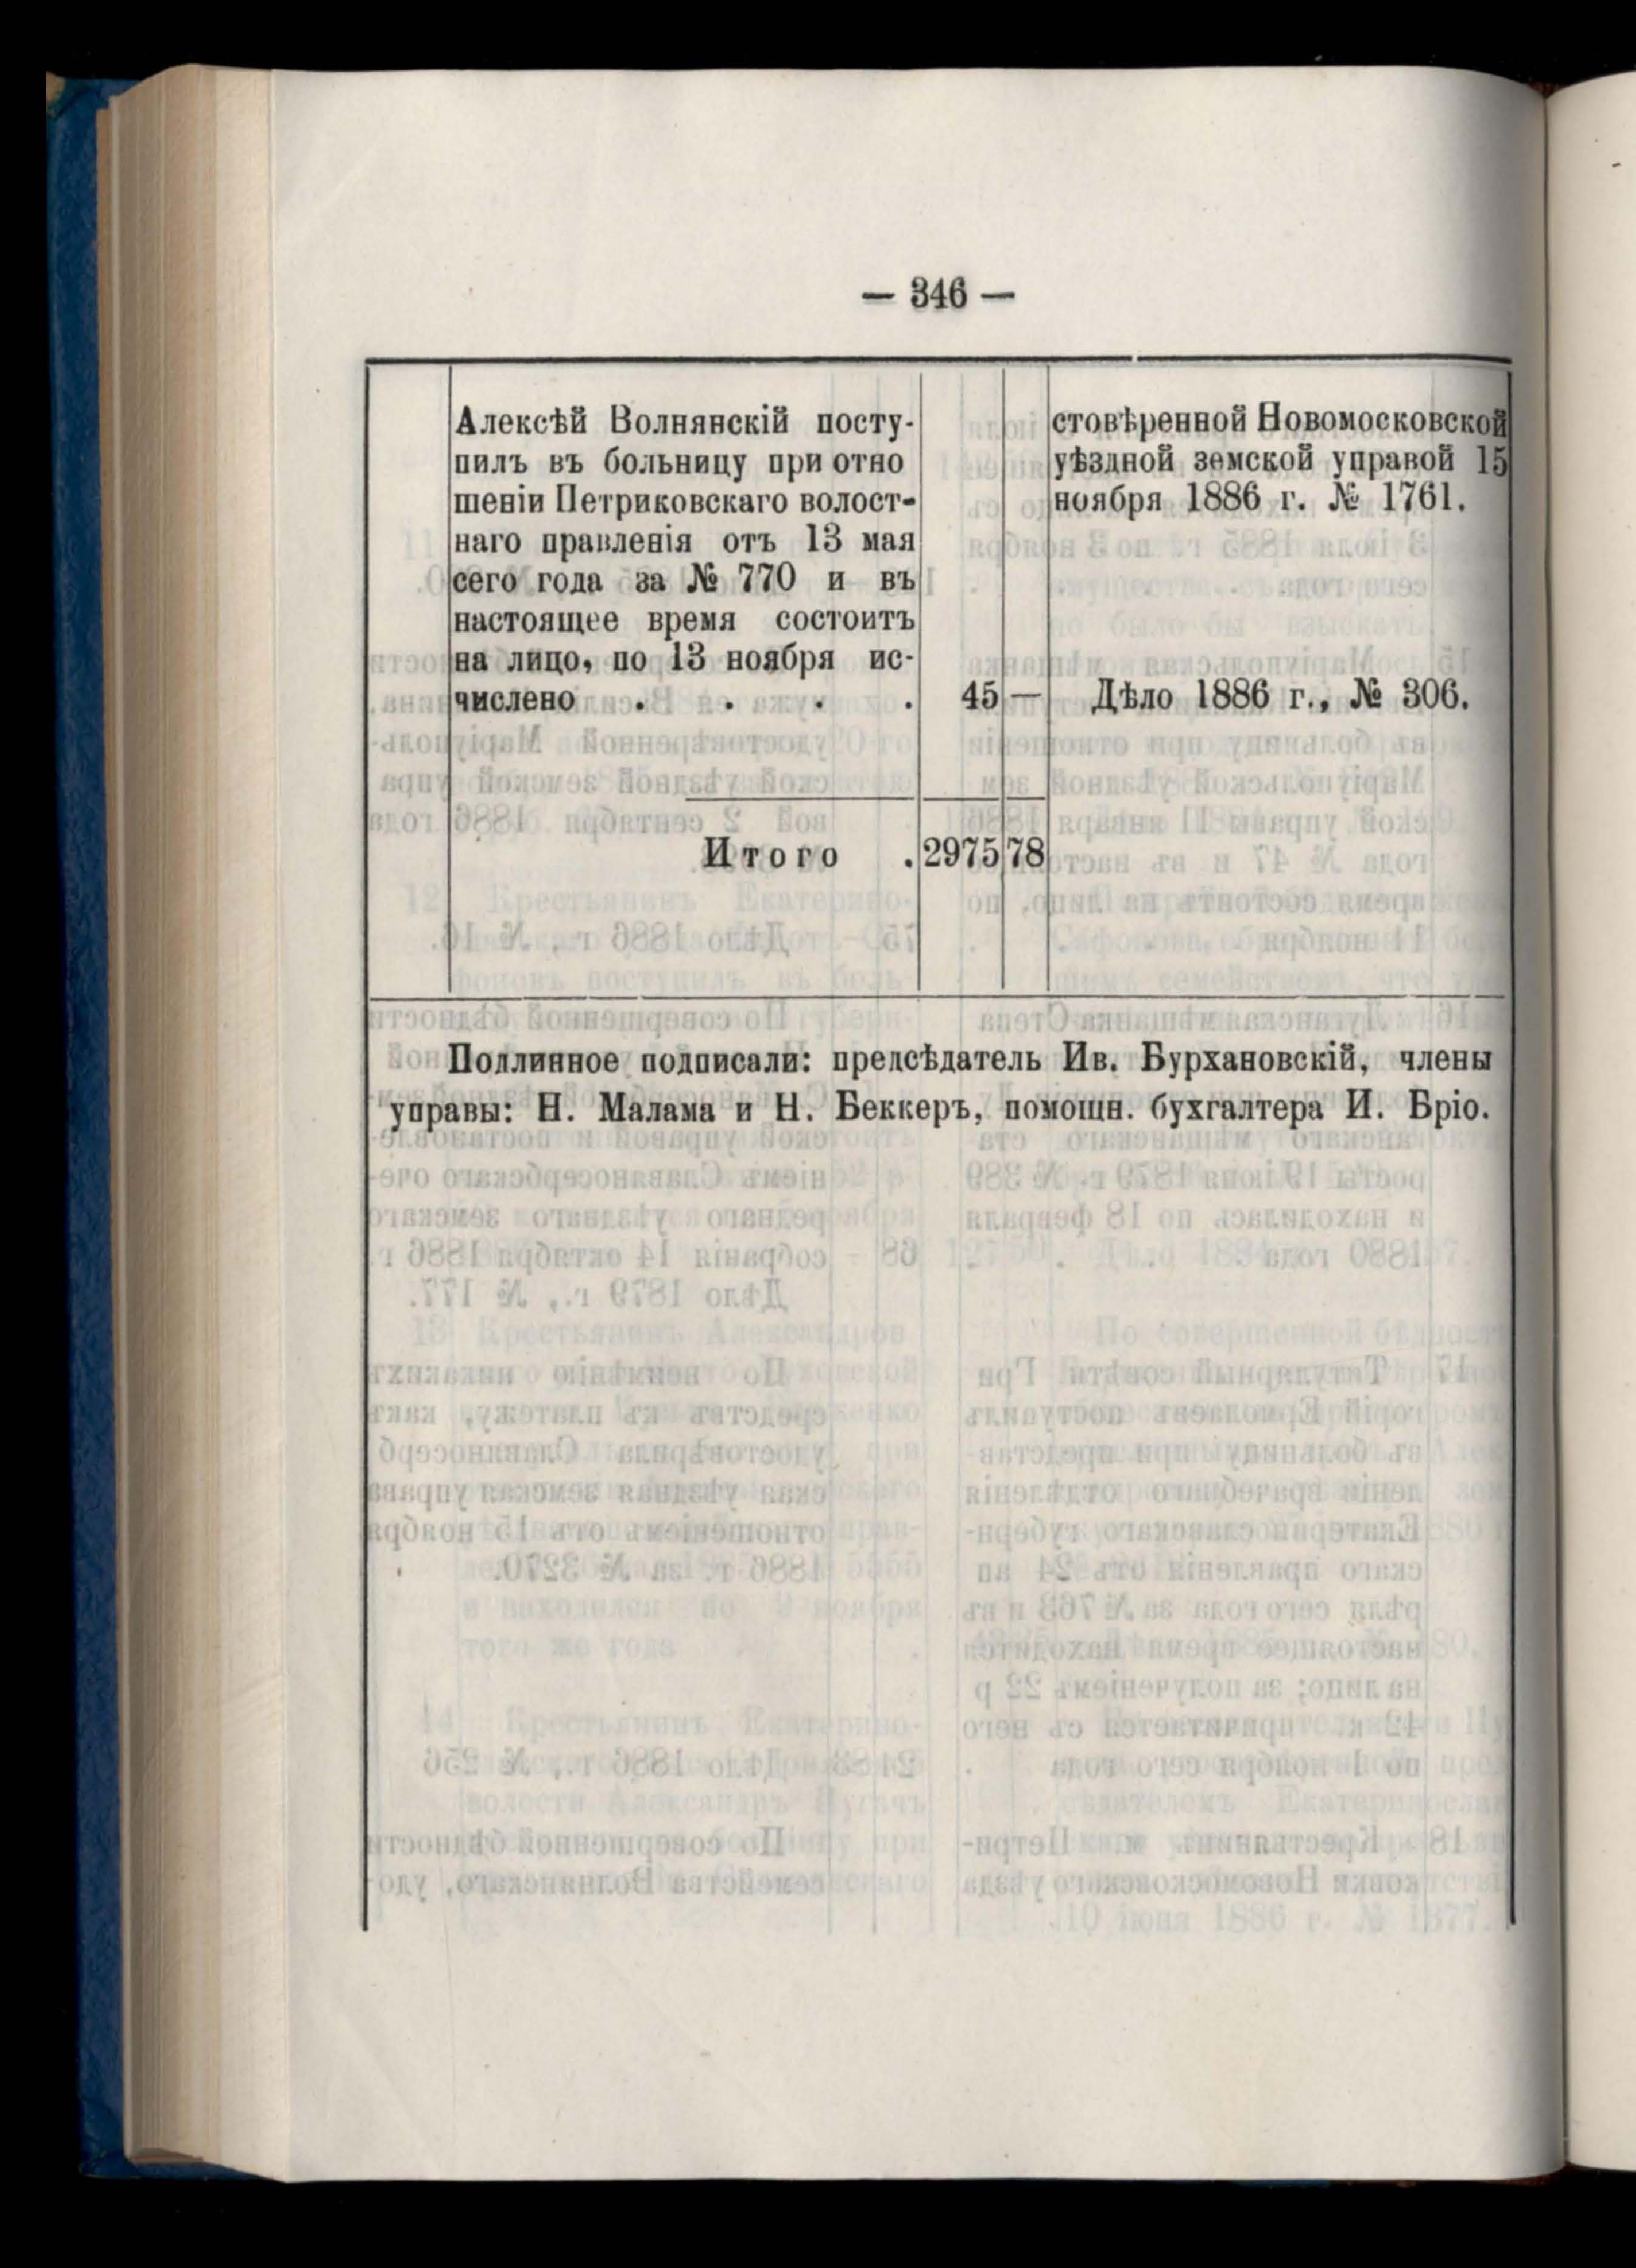 — 346 —
Алексѣй Волнянскій посту-
пилъ въ больницу при отно
шеніи Петриковскаго волост-
наго правленія отъ 13 мая
сего года за № 770 и въ
настоящее время состоитъ
на лицо, по 13 ноября ис-
числено . . . .
45 —
стовѣренной Новомосковской
уѣздной земской управой 15
ноября 1886 г. № 1761.
Дѣло 1886 г., № 306.
Итого . 2975 78
Подлинное подписали: предсѣдатель Ив. Бурхановскій, члены
управы: Н. Малама и Н. Беккеръ, помощн. бухгалтера И. Бріо.